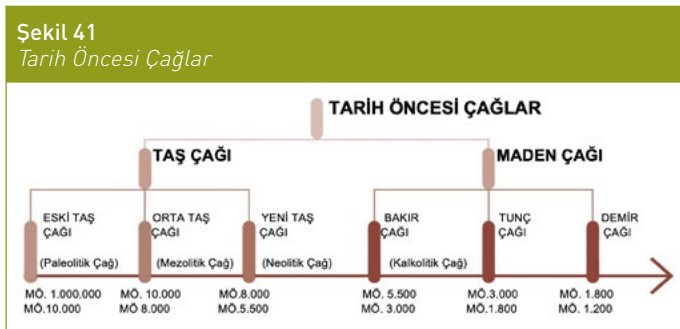 Şekil 41
Tarih Öncesi Çağlar
TARİH ÖNCESİ ÇAĞLAR
TAŞ ÇAĞI
MADEN ÇAĞI
ESKİ TAŞ
ÇAĞI
(Paleolitik Çağ)
ORTA TAŞ
ÇAĞI
(Mezolitik Çağ)
YENİ TAŞ
ÇAĞI
(Neolitik Çağ)
BAKIR
ÇAĞI
(Kalkolitik Çağ)
TUNÇ
ÇAĞI
DEMİR
ÇAĞI
MÖ. 1.000.000
MÖ.10.000
MÖ. 10.000
MÖ 8.000
MÖ.8.000
MÖ.5.500
MÖ. 5.500
MÖ. 3.000
MÖ.3.000
MÖ.1.800
MÖ. 1.800
MÖ. 1.200